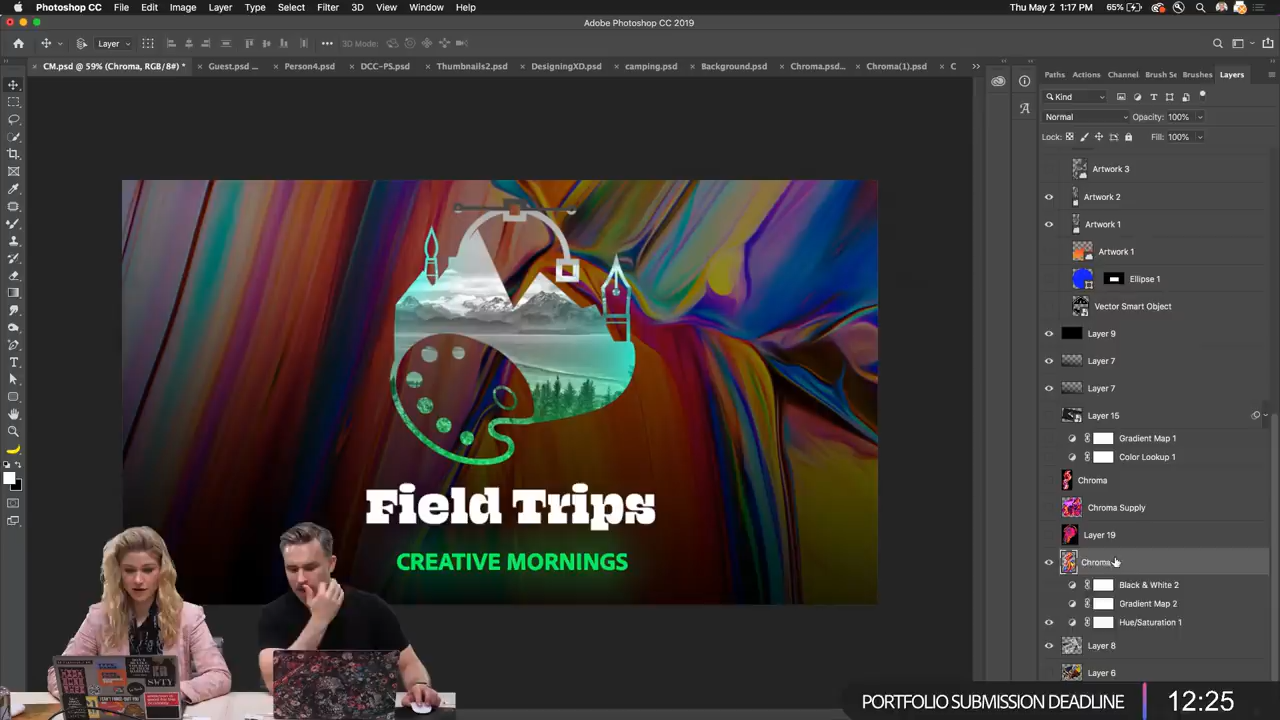 Photoshop CC File Edit Image Layer Type Select Filter 3D View Window Help 65% Thu May 2 1:17 PM
Adobe Photoshop CC 2019
Layer 3D Mode:
CM.psd @ 59% (Chroma, RGB/8#) * Guest.psd ... Person4.psd DCC-PS.psd Thumbnails2.psd DesigningXD.psd camping.psd Background.psd Chroma.psd... Chroma(1).psd C
Paths Actions Channel Brush Se Brushes Layers
Kind
Normal Opacity: 100%
Lock: Fill: 100%
Artwork 3
Artwork 2
Artwork 1
Artwork 1
Ellipse 1
Vector Smart Object
Layer 9
Layer 7
Layer 7
Layer 15
Gradient Map 1
Color Lookup 1
Chroma
Chroma Supply
Layer 19
Chroma
Black & White 2
Gradient Map 2
Hue/Saturation 1
Layer 8
Layer 6
Field Trips
CREATIVE MORNINGS
PORTFOLIO SUBMISSION DEADLINE 12:25